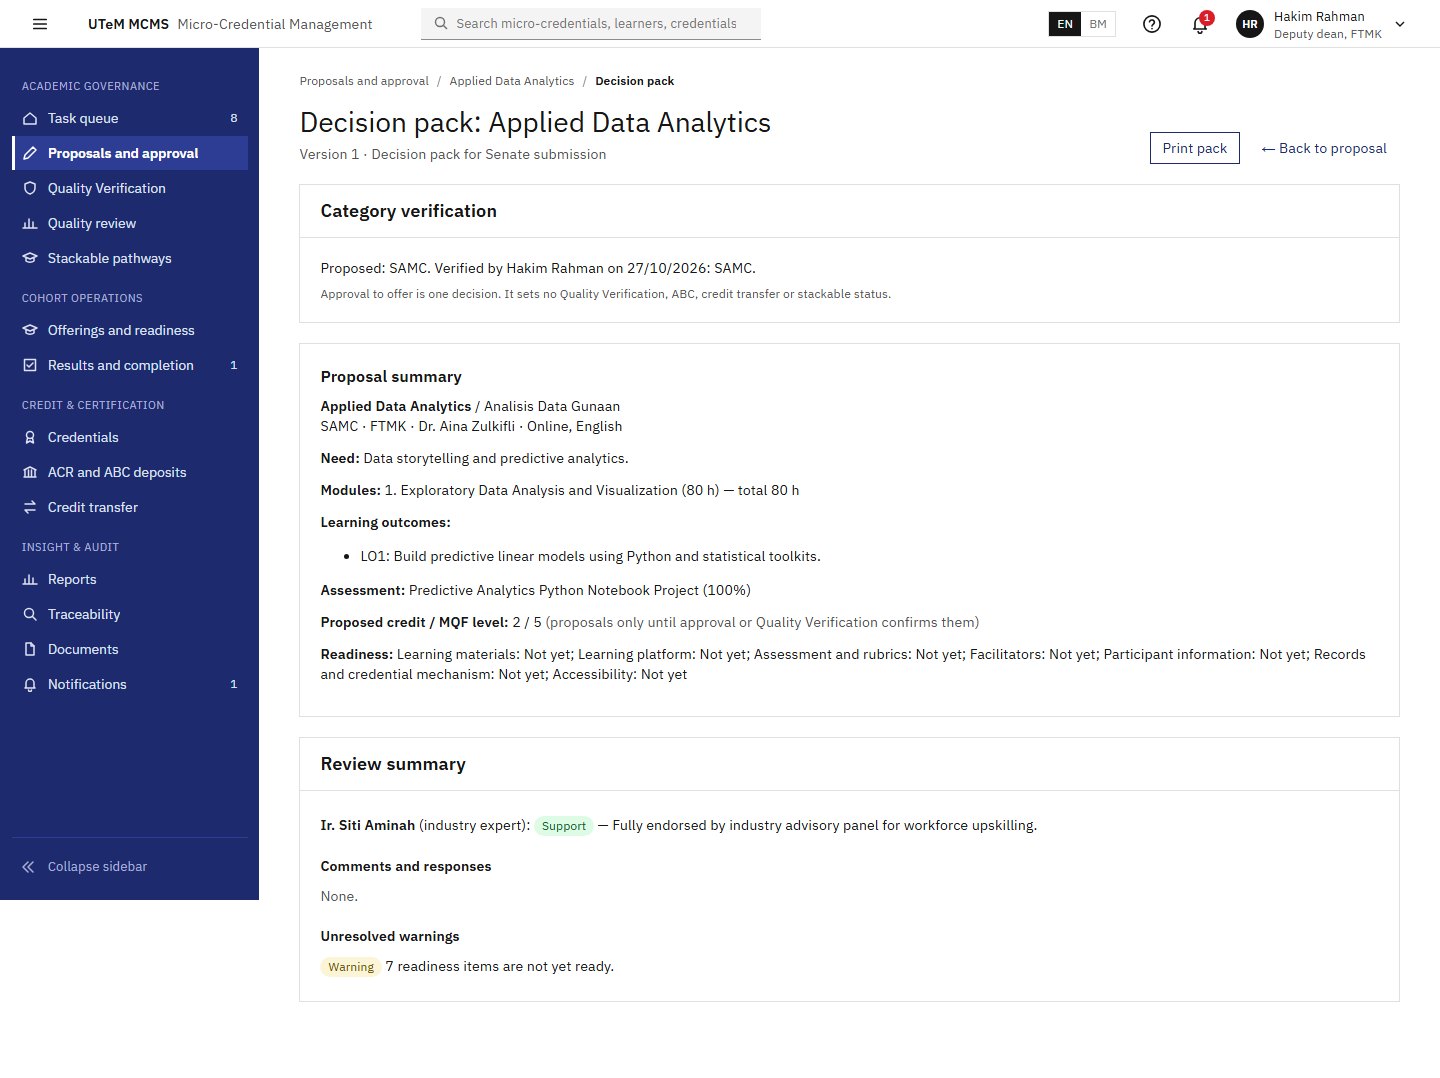 UTeM MCMS Micro-Credential Management
Search micro-credentials, learners, credentials
EN BM
1
HR
Hakim Rahman
Deputy dean, FTMK
ACADEMIC GOVERNANCE
Task queue 8
Proposals and approval
Quality Verification
Quality review
Stackable pathways
COHORT OPERATIONS
Offerings and readiness
Results and completion 1
CREDIT & CERTIFICATION
Credentials
ACR and ABC deposits
Credit transfer
INSIGHT & AUDIT
Reports
Traceability
Documents
Notifications 1
Collapse sidebar
Proposals and approval / Applied Data Analytics / Decision pack
Decision pack: Applied Data Analytics
Version 1 · Decision pack for Senate submission
Print pack
← Back to proposal
Category verification
Proposed: SAMC. Verified by Hakim Rahman on 27/10/2026: SAMC.
Approval to offer is one decision. It sets no Quality Verification, ABC, credit transfer or stackable status.
Proposal summary
Applied Data Analytics / Analisis Data Gunaan
SAMC · FTMK · Dr. Aina Zulkifli · Online, English
Need: Data storytelling and predictive analytics.
Modules: 1. Exploratory Data Analysis and Visualization (80 h) — total 80 h
Learning outcomes:
• LO1: Build predictive linear models using Python and statistical toolkits.
Assessment: Predictive Analytics Python Notebook Project (100%)
Proposed credit / MQF level: 2 / 5 (proposals only until approval or Quality Verification confirms them)
Readiness: Learning materials: Not yet; Learning platform: Not yet; Assessment and rubrics: Not yet; Facilitators: Not yet; Participant information: Not yet; Records
and credential mechanism: Not yet; Accessibility: Not yet
Review summary
Ir. Siti Aminah (industry expert): Support — Fully endorsed by industry advisory panel for workforce upskilling.
Comments and responses
None.
Unresolved warnings
Warning 7 readiness items are not yet ready.